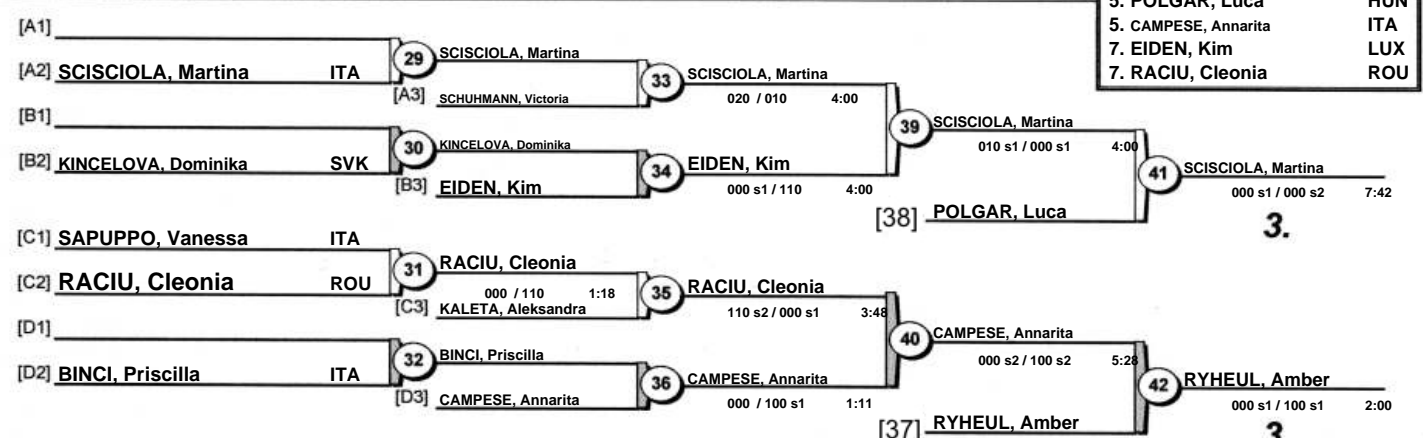 5. POLGAR, Luca HUN
5. CAMPESE, Annarita ITA
7. EIDEN, Kim LUX
7. RACIU, Cleonia ROU
[A1]
[A2] SCISCIOLA, Martina ITA
29
SCISCIOLA, Martina
[A3] SCHUHMANN, Victoria
33
SCISCIOLA, Martina
020 / 010 4:00
[B1]
[B2] KINCELOVA, Dominika SVK
30
KINCELOVA, Dominika
[B3] EIDEN, Kim
34
EIDEN, Kim
000 s1 / 110 4:00
39
SCISCIOLA, Martina
010 s1 / 000 s1 4:00
[38] POLGAR, Luca
41
SCISCIOLA, Martina
000 s1 / 000 s2 7:42
3.
[C1] SAPUPPO, Vanessa ITA
[C2] RACIU, Cleonia ROU
31
RACIU, Cleonia
000 / 110 1:18
[C3] KALETA, Aleksandra
35
RACIU, Cleonia
110 s2 / 000 s1 3:48
[D1]
[D2] BINCI, Priscilla ITA
32
BINCI, Priscilla
[D3] CAMPESE, Annarita
36
CAMPESE, Annarita
000 / 100 s1 1:11
40
CAMPESE, Annarita
000 s2 / 100 s2 5:28
[37] RYHEUL, Amber
42
RYHEUL, Amber
000 s1 / 100 s1 2:00
3.